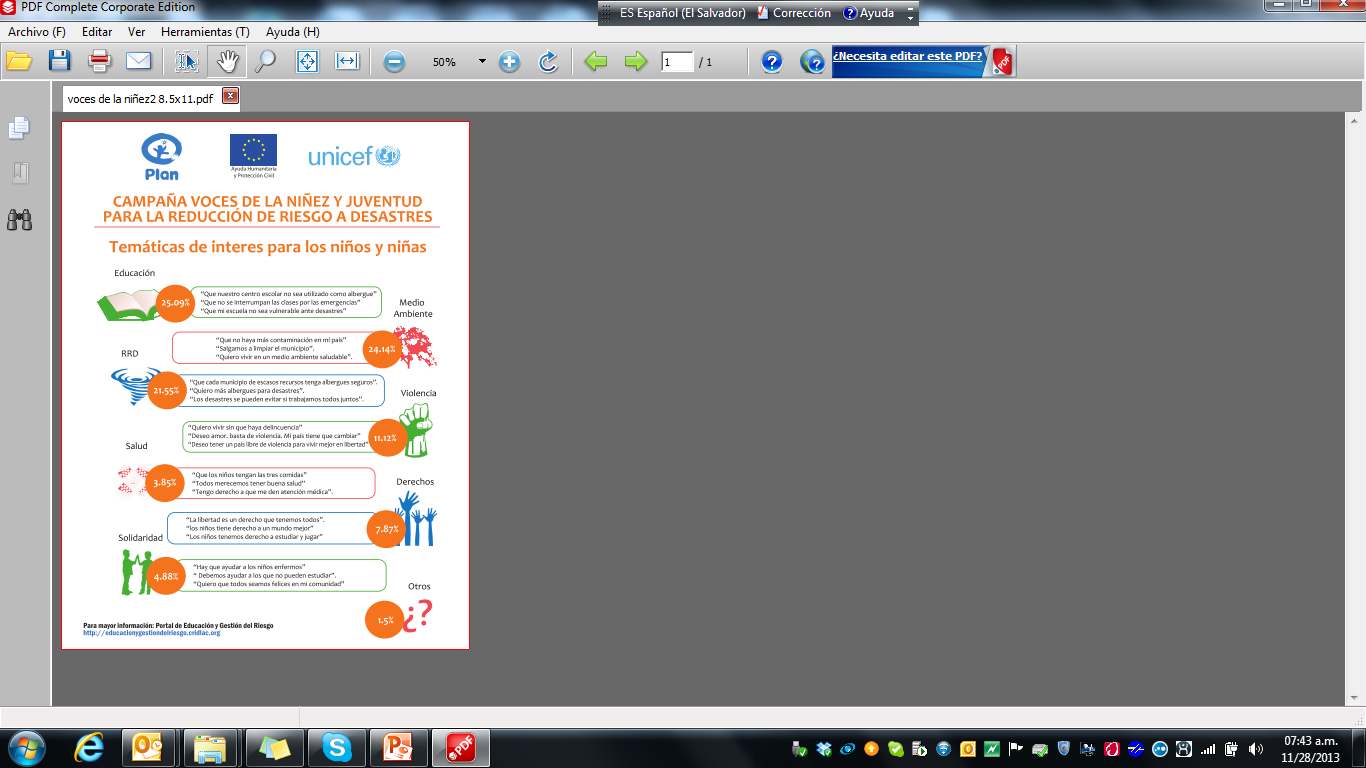 PDF Complete Corporate Edition
ES Español (El Salvador) Corrección Ayuda
Archivo (F) Editar Ver Herramientas (T) Ayuda (H)
50% 1 / 1 ¿Necesita editar este PDF? PDF
voces de la niñez2 8.5x11.pdf
Plan
Ayuda Humanitaria
y Protección Civil
unicef
CAMPAÑA VOCES DE LA NIÑEZ Y JUVENTUD
PARA LA REDUCCIÓN DE RIESGO A DESASTRES
Temáticas de interes para los niños y niñas
Educación
25.09%
“Que nuestro centro escolar no sea utilizado como albergue”
“Que no se interrumpan las clases por las emergencias”
“Que mi escuela no sea vulnerable ante desastres”
Medio
Ambiente
“Que no haya más contaminación en mi país”
“Salgamos a limpiar el municipio”.
“Quiero vivir en un medio ambiente saludable”.
24.14%
RRD
21.55%
“Que cada municipio de escasos recursos tenga albergues seguros”.
“Quiero más albergues para desastres”.
“Los desastres se pueden evitar si trabajamos todos juntos”.
Violencia
“Quiero vivir sin que haya delincuencia”
“Deseo amor. basta de violencia. Mi país tiene que cambiar”
“Deseo tener un país libre de violencia para vivir mejor en libertad”
11.12%
Salud
3.85%
“Que los niños tengan las tres comidas”
“Todos merecemos tener buena salud”
“Tengo derecho a que me den atención médica”.
Derechos
“La libertad es un derecho que tenemos todos”.
“los niños tiene derecho a un mundo mejor”
“Los niños tenemos derecho a estudiar y jugar”
7.87%
Solidaridad
4.88%
“Hay que ayudar a los niños enfermos”
“ Debemos ayudar a los que no pueden estudiar”.
“Quiero que todos seamos felices en mi comunidad”
Otros
1.5%
¿?
Para mayor información: Portal de Educación y Gestión del Riesgo
http://educacionygestiondelriesgo.cridlac.org
PDF
07:43 a.m.
11/28/2013